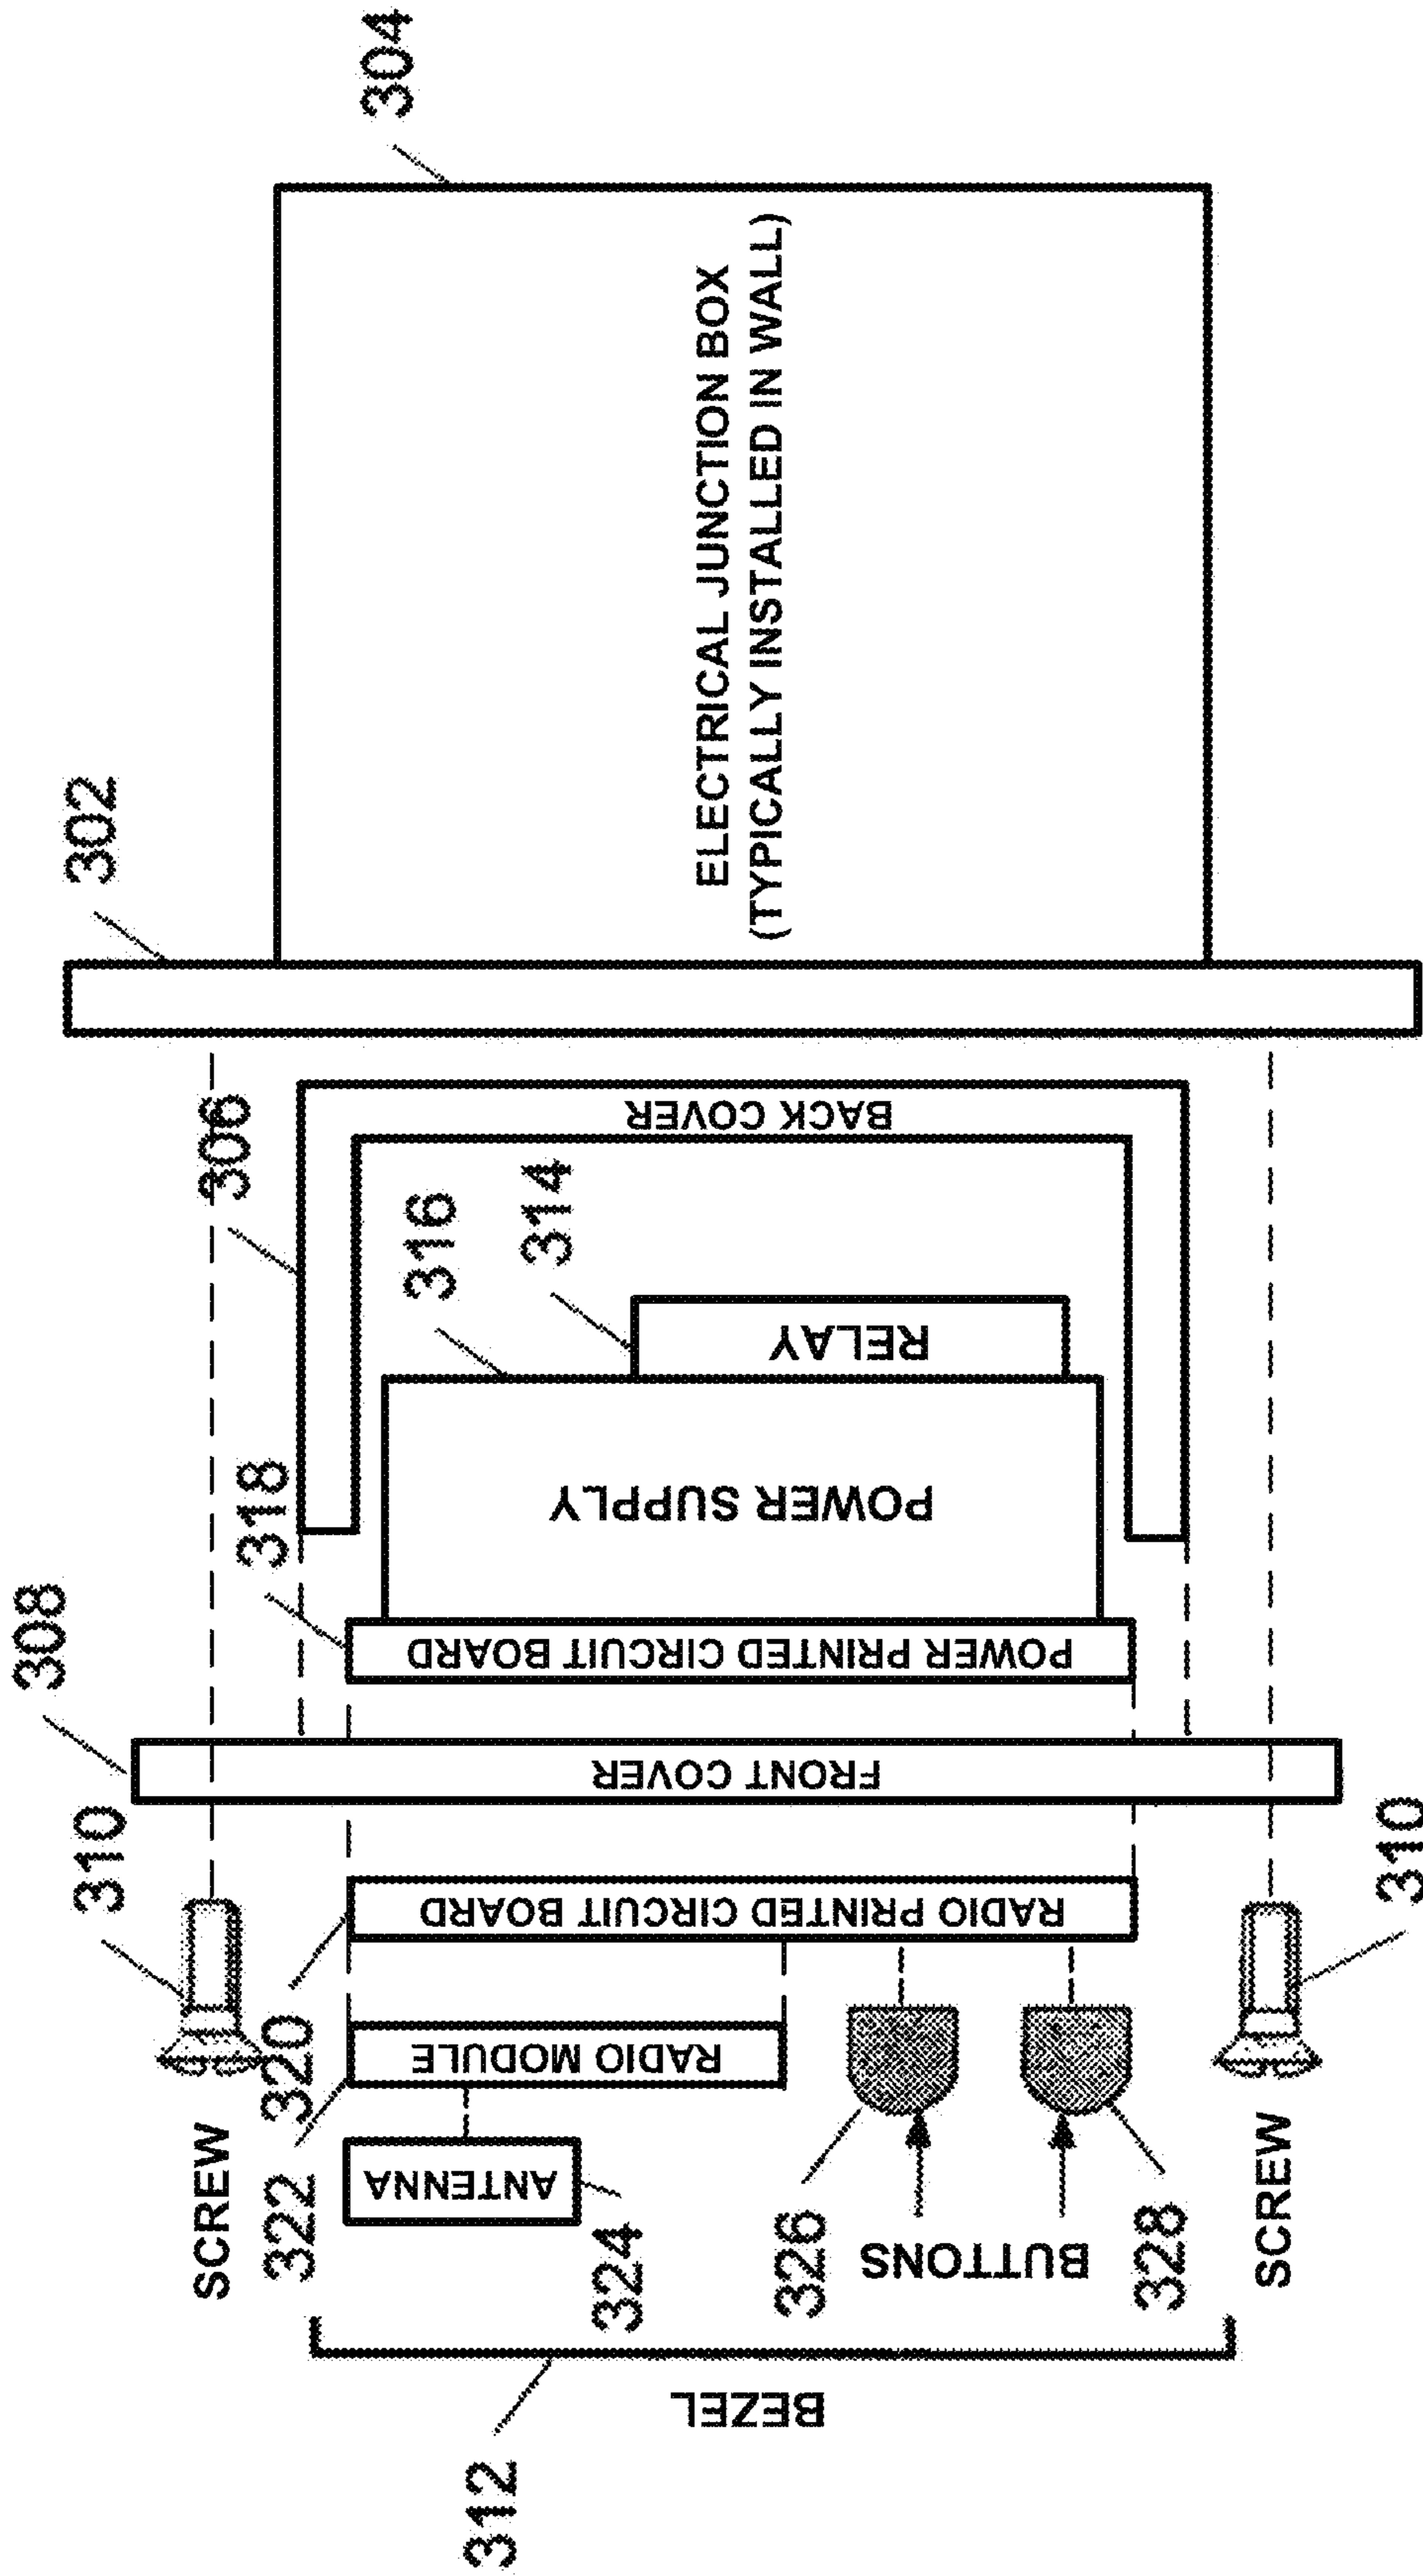 302
304
308
318
306
316
314
310
320
322
SCREW
ANTENNA
RADIO MODULE
RADIO PRINTED CIRCUIT BOARD
FRONT COVER
POWER PRINTED CIRCUIT BOARD
POWER SUPPLY
RELAY
BACK COVER
ELECTRICAL JUNCTION BOX
(TYPICALLY INSTALLED IN WALL)
312
BEZEL
324
326
BUTTONS
328
SCREW
310